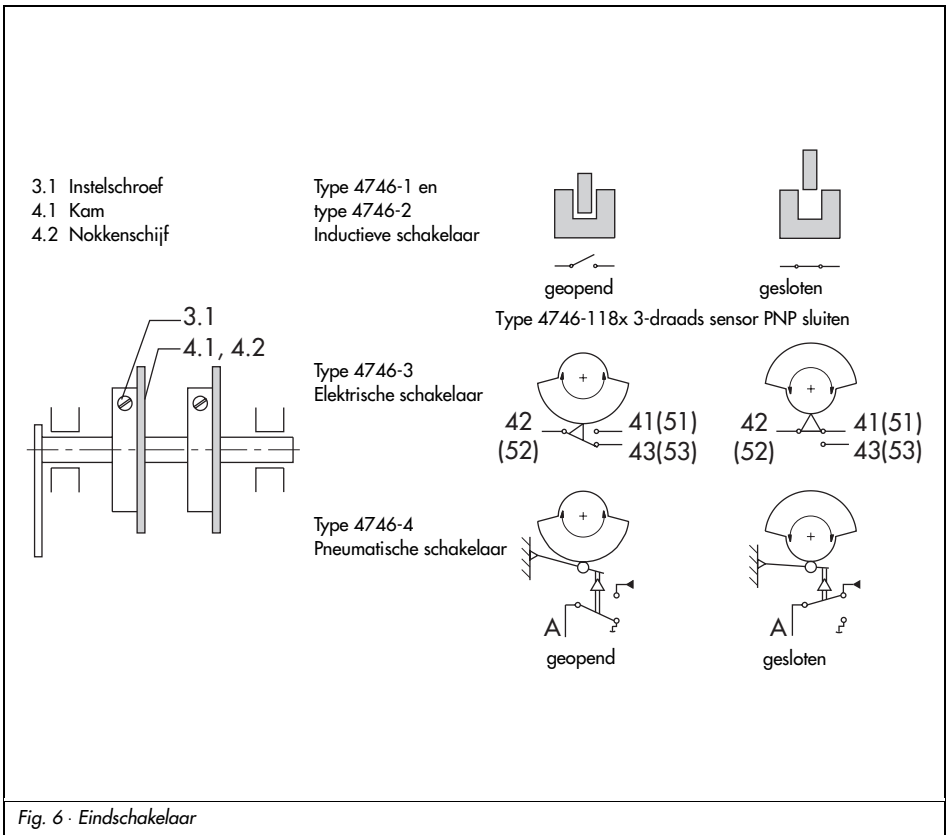 3.1 Instelschroef
4.1 Kam
4.2 Nokkenschijf
Type 4746-1 en
type 4746-2
Inductieve schakelaar
geopend
gesloten
Type 4746-118x 3-draads sensor PNP sluiten
3.1
4.1, 4.2
Type 4746-3
Elektrische schakelaar
42
(52)
41(51)
43(53)
42
(52)
41(51)
43(53)
Type 4746-4
Pneumatische schakelaar
A
geopend
A
gesloten
Fig. 6 · Eindschakelaar